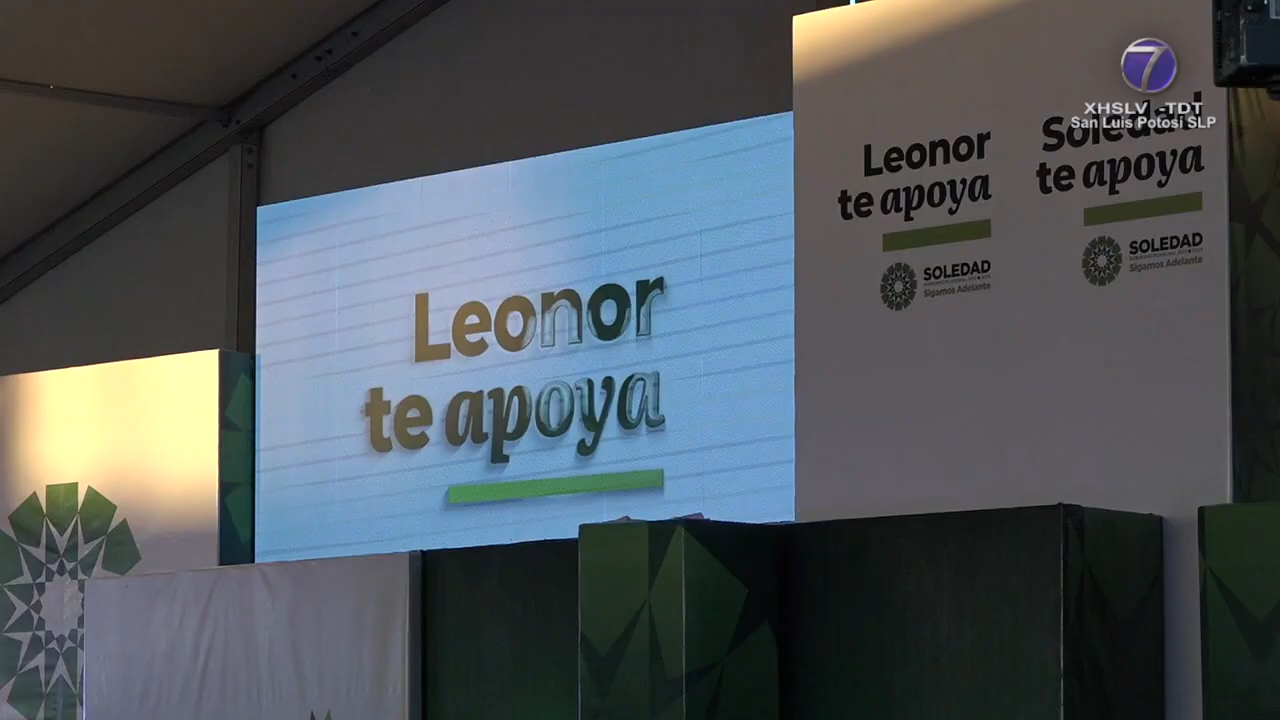 7
XHSLV - TDT
San Luis Potosí SLP
Leonor
te apoya
Leonor
te apoya
SOLEDAD
Sigamos Adelante
Soledad
te apoya
SOLEDAD
Sigamos Adelante